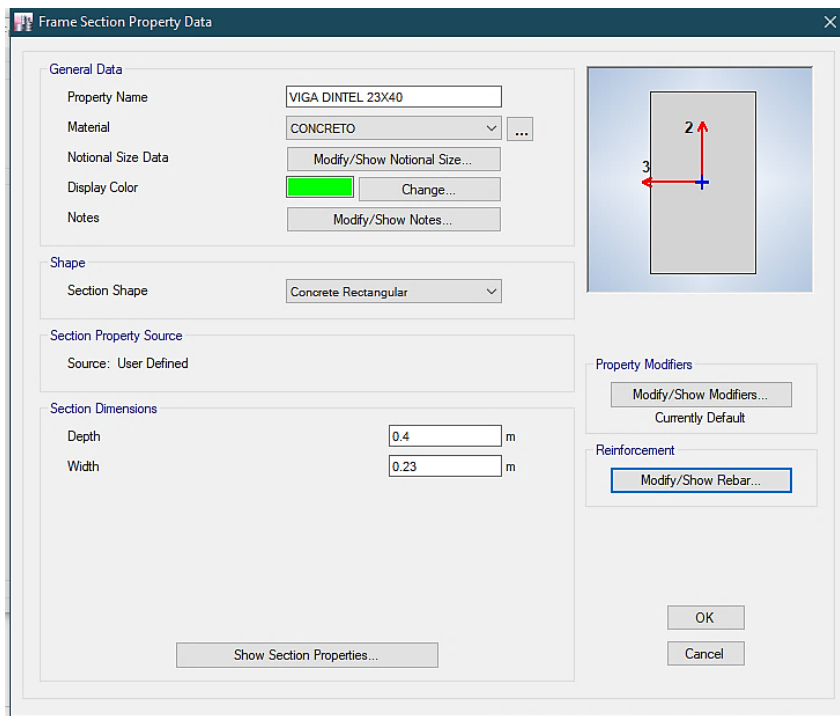 Frame Section Property Data
General Data
Property Name VIGA DINTEL 23X40
Material CONCRETO ...
Notional Size Data Modify/Show Notional Size...
Display Color Change...
Notes Modify/Show Notes...
2
3
Shape
Section Shape Concrete Rectangular
Section Property Source
Source: User Defined
Property Modifiers
Modify/Show Modifiers...
Currently Default
Section Dimensions
Depth 0.4 m
Width 0.23 m
Reinforcement
Modify/Show Rebar...
OK
Cancel
Show Section Properties...